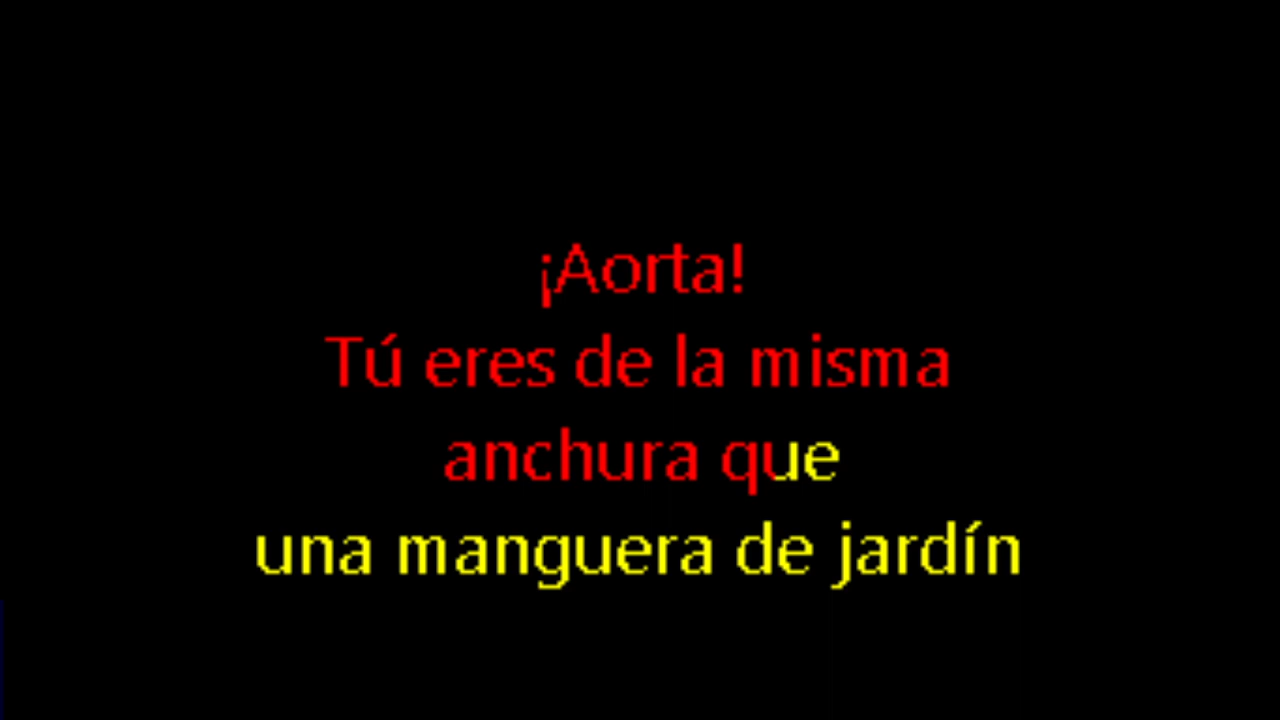 ¡Aorta!
Tú eres de la misma
anchura que
una manguera de jardín